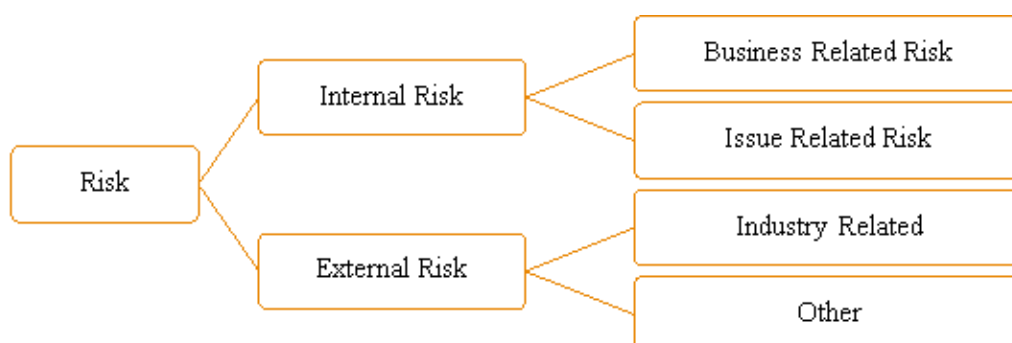 Business Related Risk
Internal Risk
Issue Related Risk
Risk
Industry Related
External Risk
Other